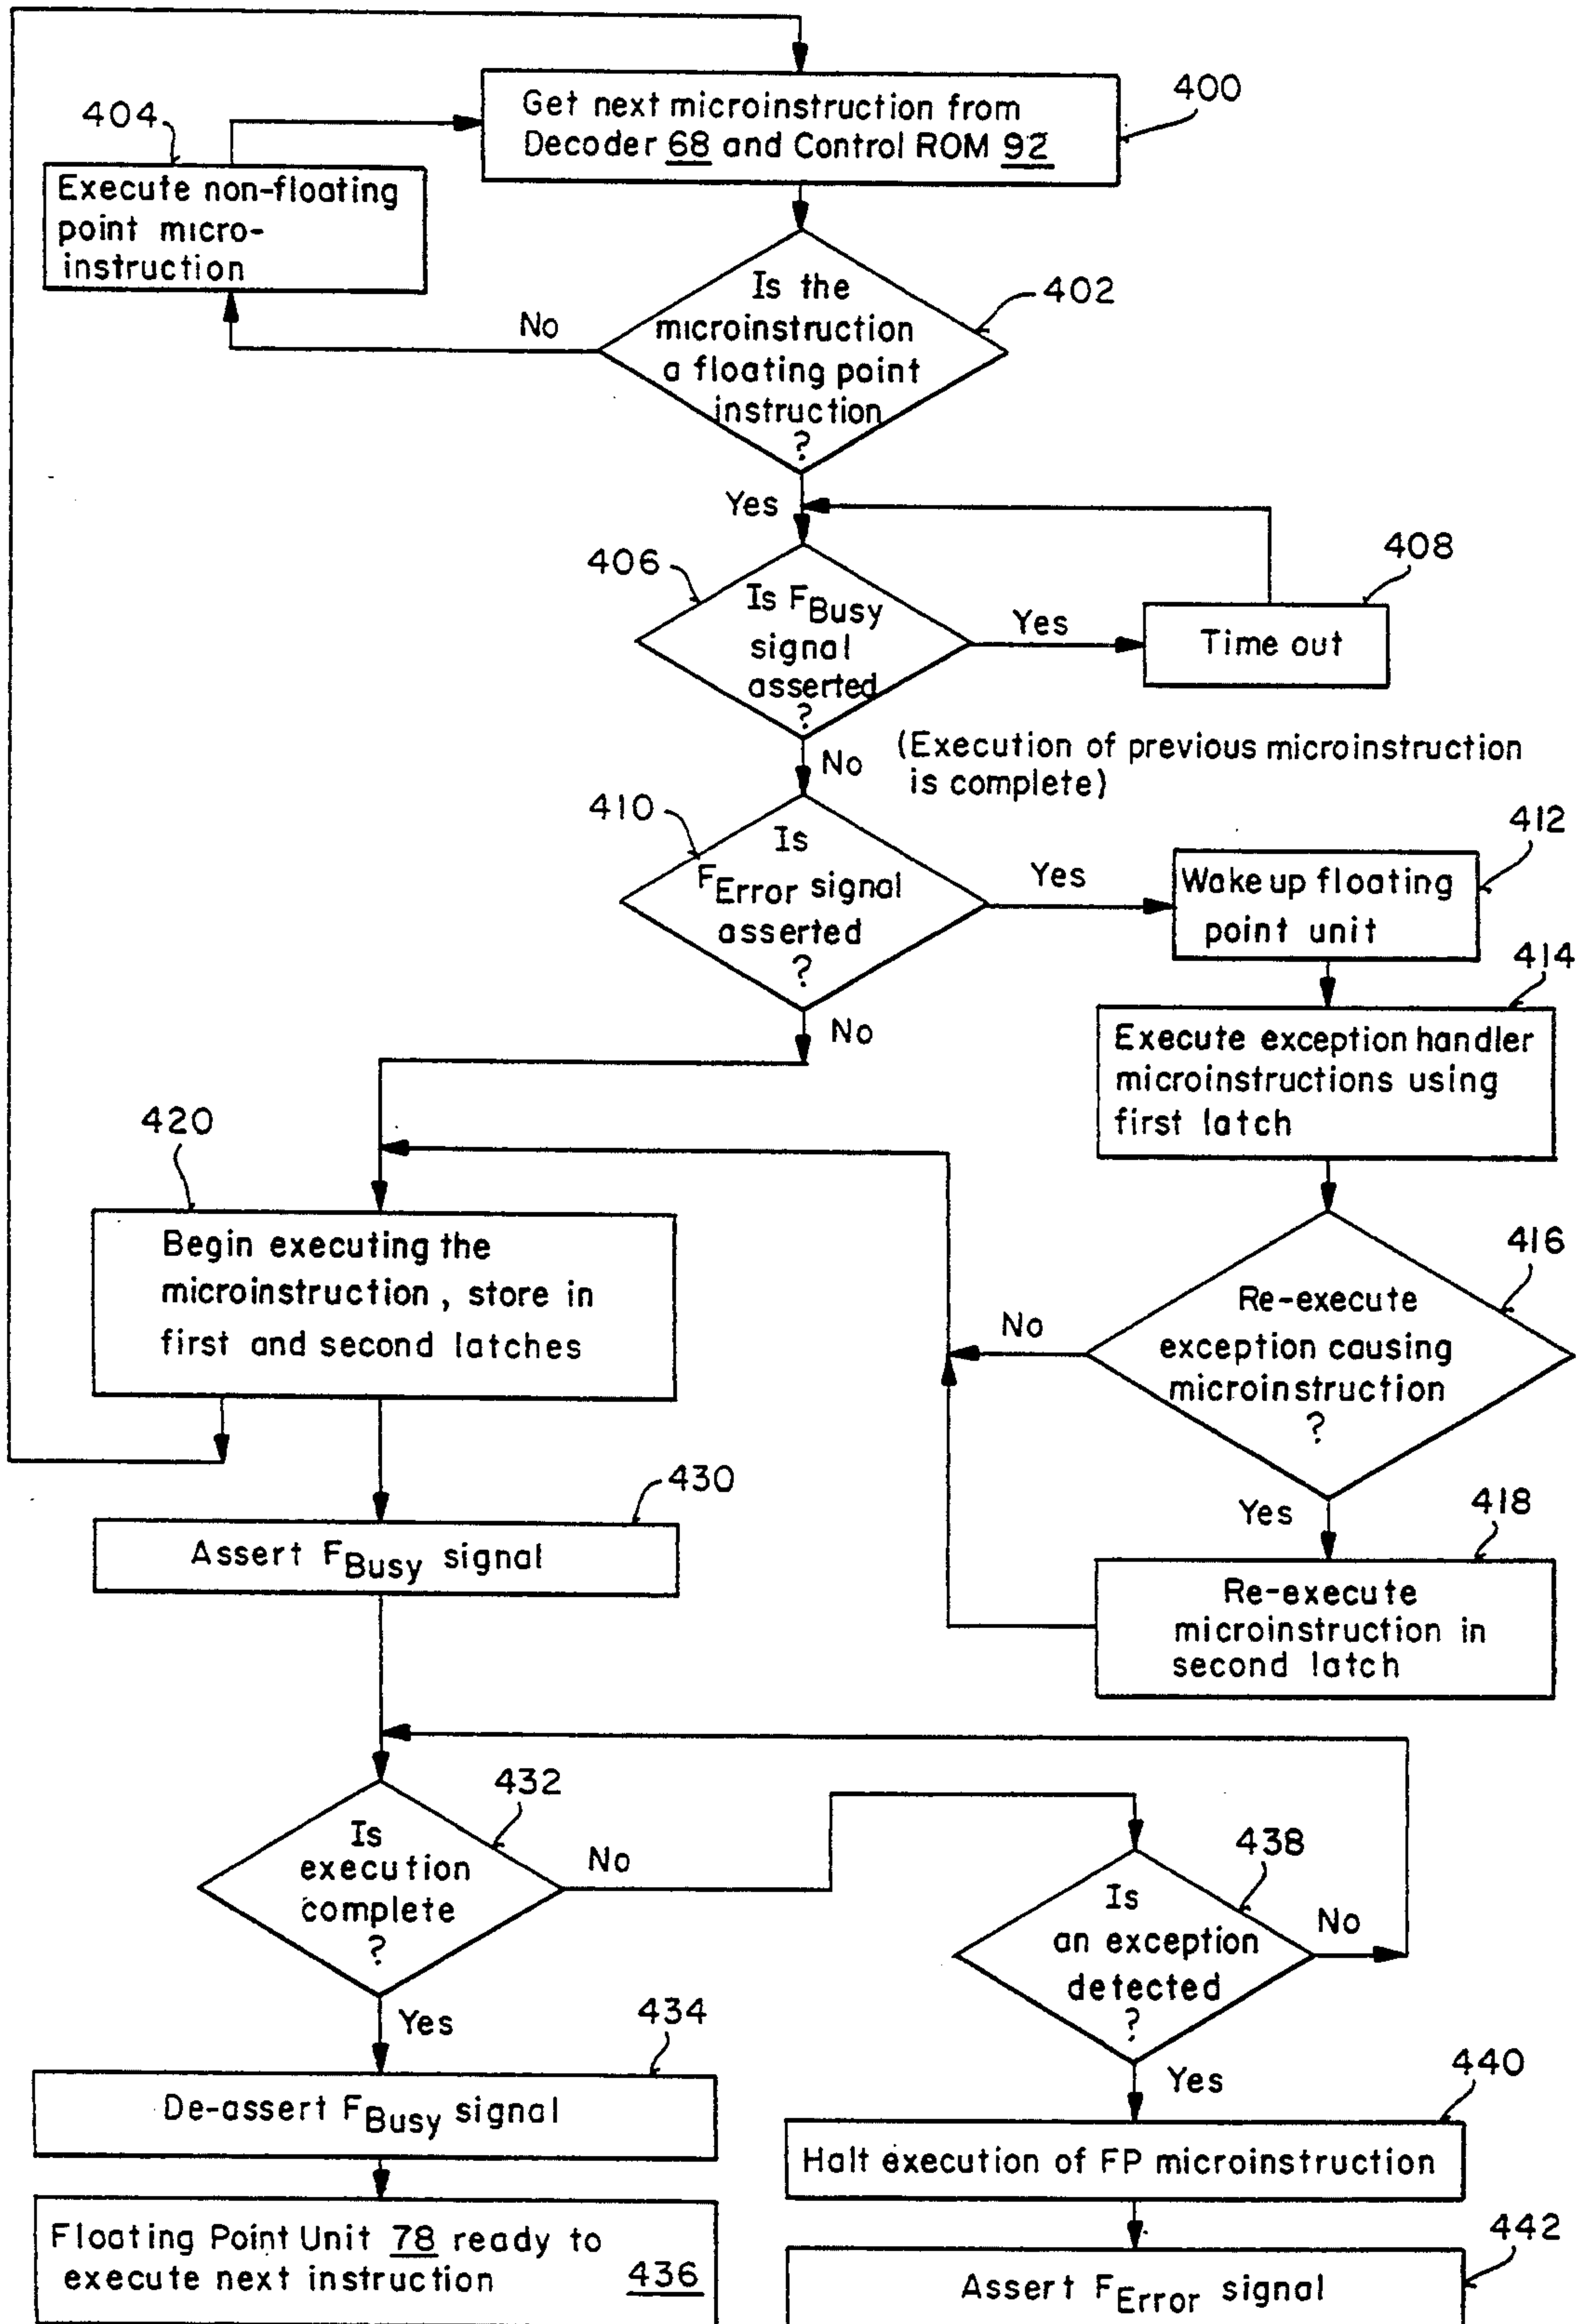 400
Get next microinstruction from
Decoder 68 and Control ROM 92
404
Execute non-floating
point micro-
instruction
402
Is the
microinstruction
a floating point
instruction
?
No
Yes
406
Is FBusy
signal
asserted
?
Yes
408
Time out
No
(Execution of previous microinstruction
is complete)
410
Is
FError signal
asserted
?
Yes
412
Wake up floating
point unit
No
414
Execute exception handler
microinstructions using
first latch
420
Begin executing the
microinstruction, store in
first and second latches
416
Re-execute
exception causing
microinstruction
?
No
Yes
418
Re-execute
microinstruction in
second latch
430
Assert FBusy signal
432
Is
execution
complete
?
No
438
Is
an exception
detected
?
No
Yes
434
De-assert FBusy signal
Yes
440
Halt execution of FP microinstruction
Floating Point Unit 78 ready to
execute next instruction 436
442
Assert FError signal